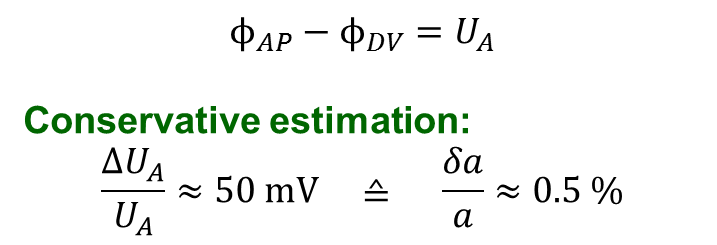 ϕ_AP − ϕ_DV = U_A
Conservative estimation:
ΔU_A / U_A ≈ 50 mV ≙ δa / a ≈ 0.5 %